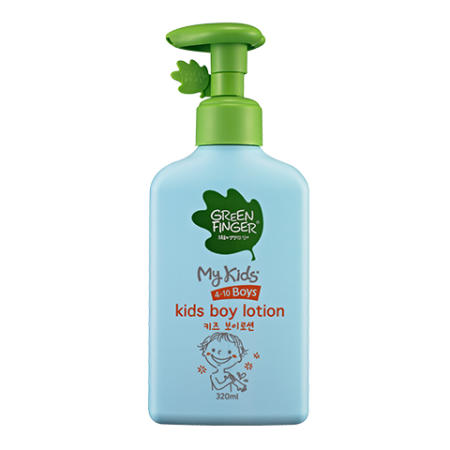 GREEN
FINGER®
My Kids
4-10 Boys
kids boy lotion
키즈 보이로션
320ml